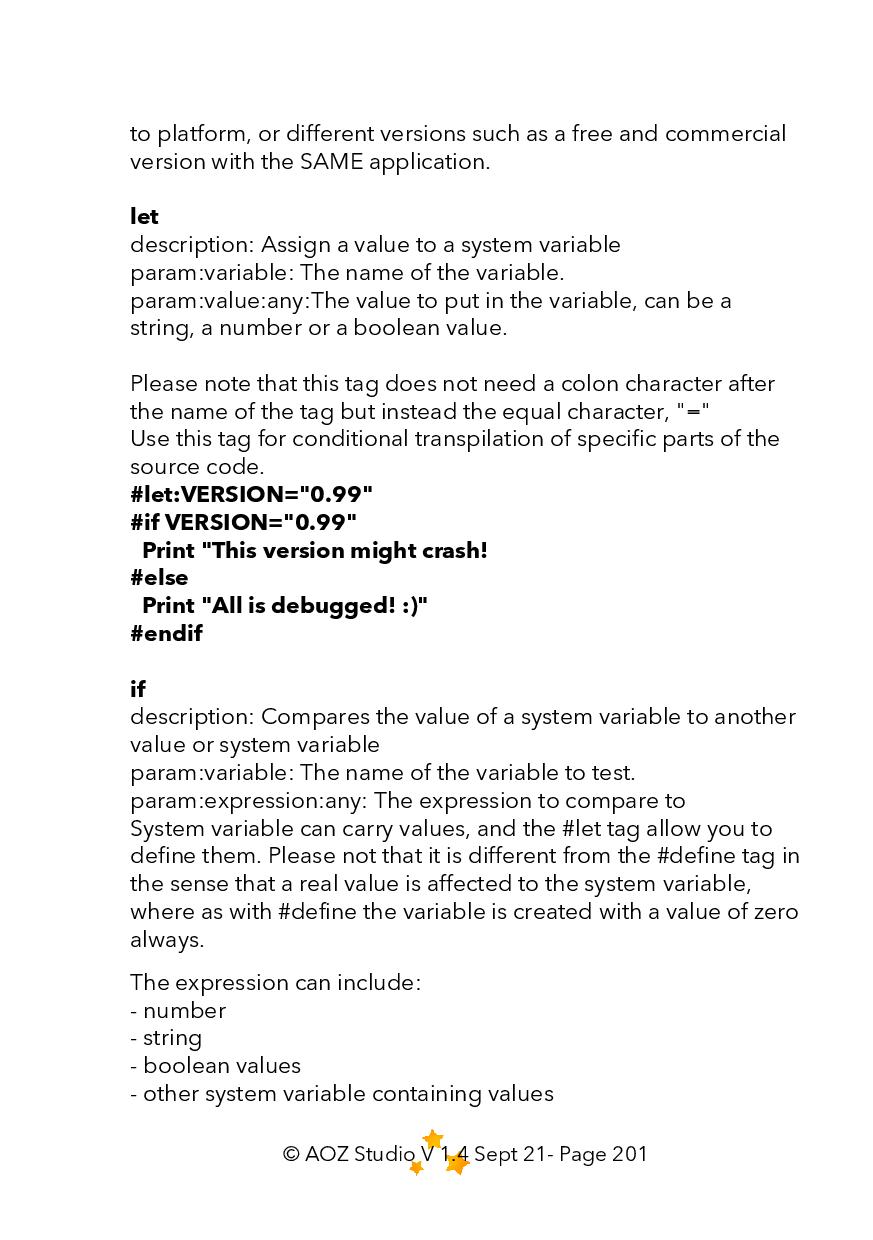 to platform, or different versions such as a free and commercial
version with the SAME application.
let
description: Assign a value to a system variable
param:variable: The name of the variable.
param:value:any:The value to put in the variable, can be a
string, a number or a boolean value.
Please note that this tag does not need a colon character after
the name of the tag but instead the equal character, "="
Use this tag for conditional transpilation of specific parts of the
source code.
#let:VERSION="0.99"
#if VERSION="0.99"
Print "This version might crash!
#else
Print "All is debugged! :)"
#endif
if
description: Compares the value of a system variable to another
value or system variable
param:variable: The name of the variable to test.
param:expression:any: The expression to compare to
System variable can carry values, and the #let tag allow you to
define them. Please not that it is different from the #define tag in
the sense that a real value is affected to the system variable,
where as with #define the variable is created with a value of zero
always.
The expression can include:
- number
- string
- boolean values
- other system variable containing values
© AOZ Studio V 1.4 Sept 21- Page 201